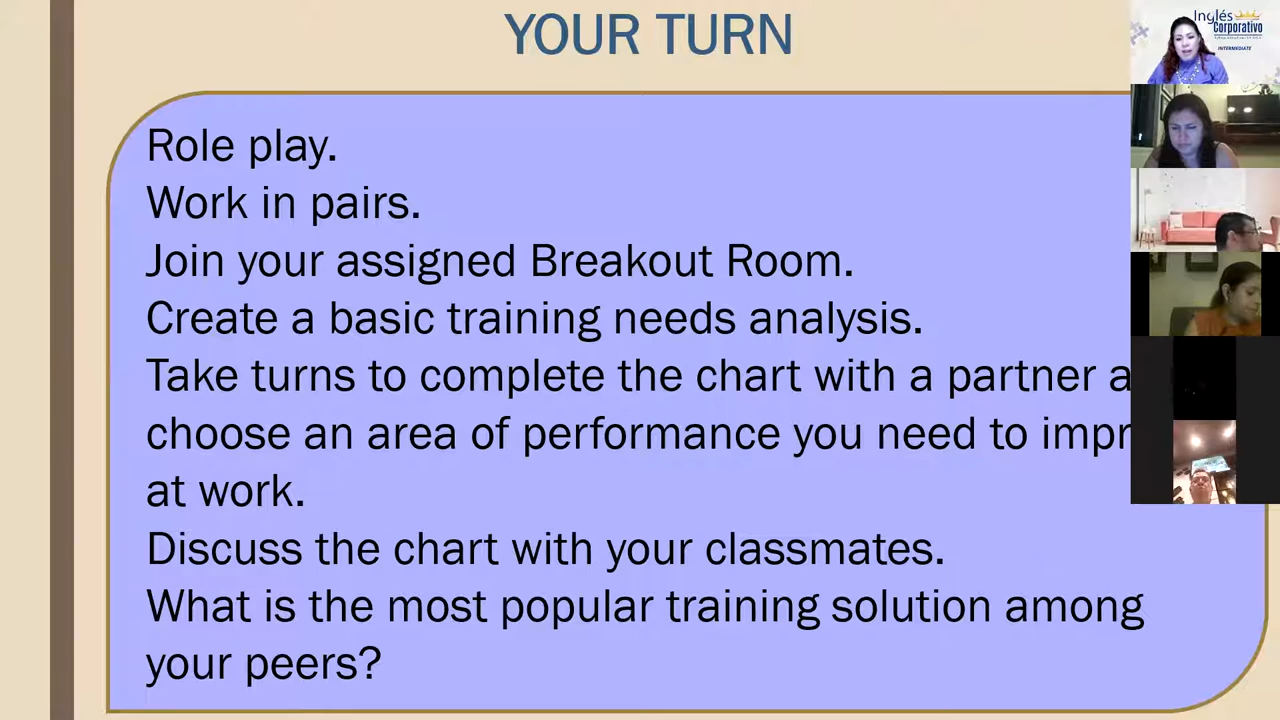 YOUR TURN
Role play.
Work in pairs.
Join your assigned Breakout Room.
Create a basic training needs analysis.
Take turns to complete the chart with a partner a
choose an area of performance you need to impr
at work.
Discuss the chart with your classmates.
What is the most popular training solution among
your peers?
Inglés
Corporativo
INTERMEDIATE